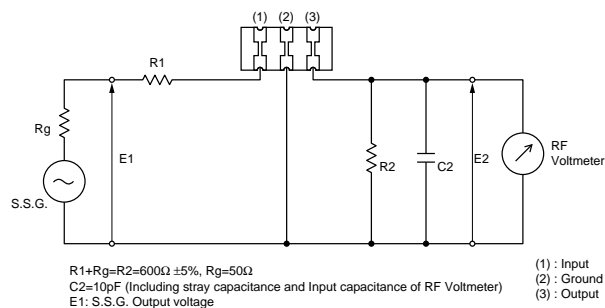 (1) (2) (3)
R1
Rg
E1
R2
C2
E2
RF
Voltmeter
S.S.G.
R1+Rg=R2=600Ω ±5%, Rg=50Ω
C2=10pF (Including stray capacitance and Input capacitance of RF Voltmeter)
E1: S.S.G. Output voltage
(1) : Input
(2) : Ground
(3) : Output